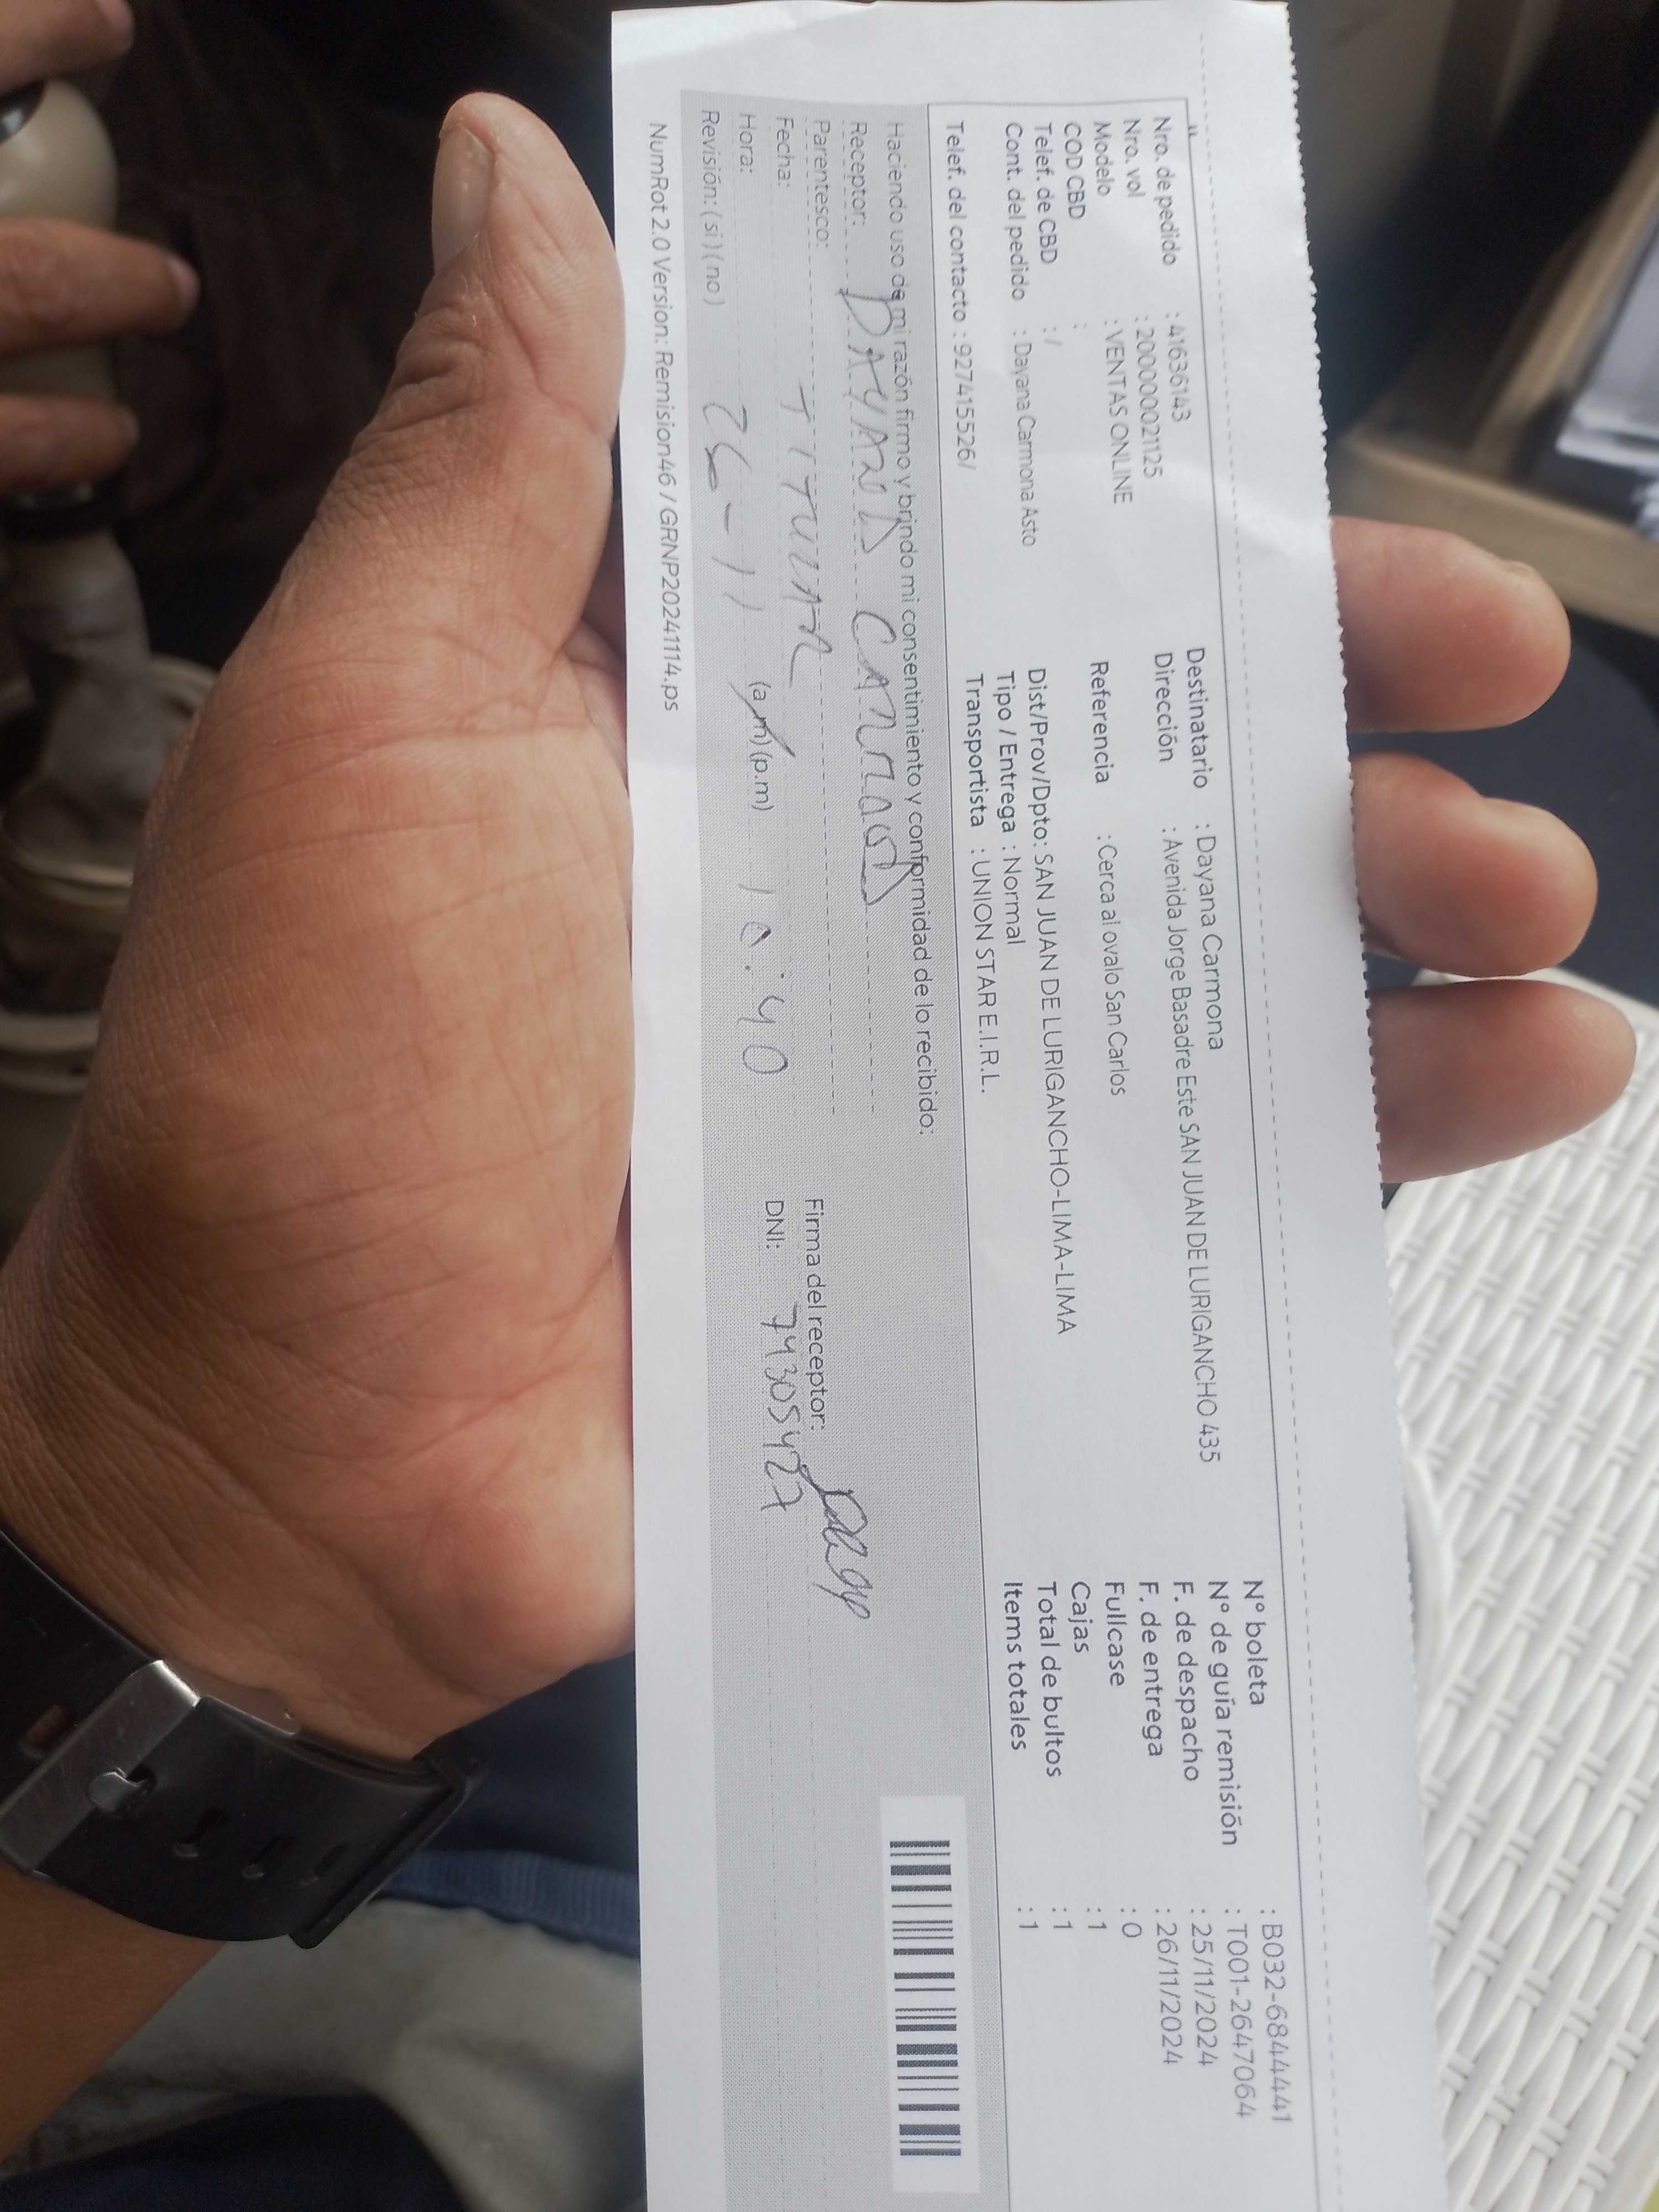 Nro. de pedido : 41636143
Nro. vol : 2000000021125
Modelo : VENTAS ONLINE
COD CBD :
Telef. de CBD : /
Cont. del pedido : Dayana Carmona Asto
Telef. del contacto : 927415526/
Destinatario : Dayana Carmona
Dirección : Avenida Jorge Basadre Este SAN JUAN DE LURIGANCHO 435
Referencia : Cerca al ovalo San Carlos
Dist/Prov/Dpto: SAN JUAN DE LURIGANCHO-LIMA-LIMA
Tipo / Entrega : Normal
Transportista : UNION STAR E.I.R.L.
N° boleta : B032-6844441
N° de guía remisión : T001-2647064
F. de despacho : 25/11/2024
F. de entrega : 26/11/2024
Fullcase : 0
Cajas : 1
Total de bultos : 1
Items totales : 1
Haciendo uso de mi razón firmo y brindo mi consentimiento y conformidad de lo recibido:
Receptor: DAYANA CARMONA
Parentesco: TITULAR
Fecha: 26-11
Hora: (a.m) (p.m) 10:40
Revisión: ( si ) ( no )
Firma del receptor:
DNI: 74305427
NumRot 2.0 Version: Remision46 / GRNP20241114.ps